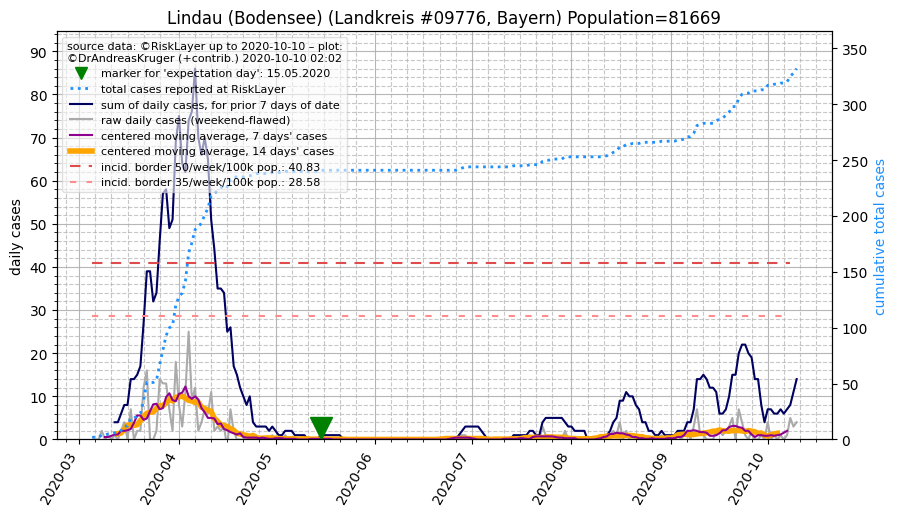 Lindau (Bodensee) (Landkreis #09776, Bayern) Population=81669
source data: ©RiskLayer up to 2020-10-10 – plot:
©DrAndreasKruger (+contrib.) 2020-10-10 02:02
marker for 'expectation day': 15.05.2020
total cases reported at RiskLayer
sum of daily cases, for prior 7 days of date
raw daily cases (weekend-flawed)
centered moving average, 7 days' cases
centered moving average, 14 days' cases
incid. border 50/week/100k pop.: 40.83
incid. border 35/week/100k pop.: 28.58
daily cases
90
80
70
60
50
40
30
20
10
0
cumulative total cases
350
300
250
200
150
100
50
0
2020-03
2020-04
2020-05
2020-06
2020-07
2020-08
2020-09
2020-10